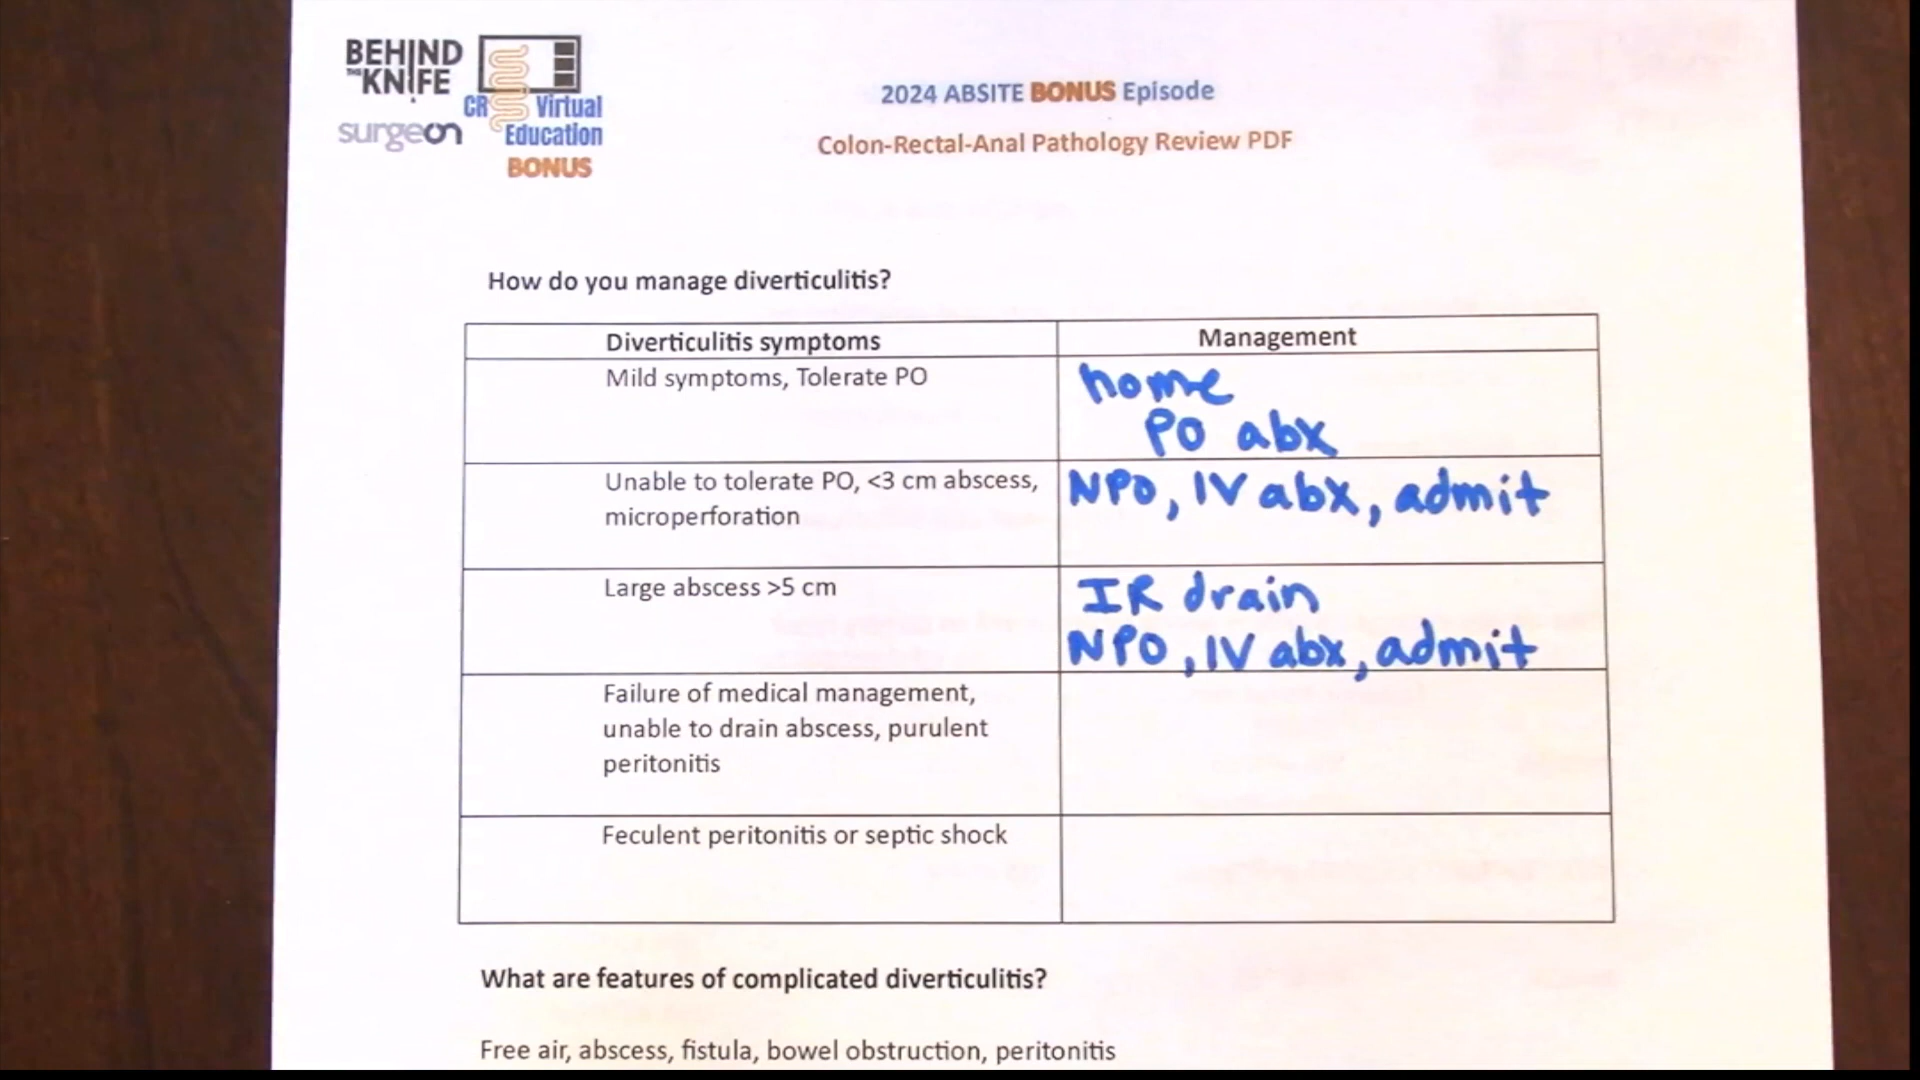 BEHIND
THE KNIFE
surgeon
CR Virtual
Education
BONUS
2024 ABSITE BONUS Episode
Colon-Rectal-Anal Pathology Review PDF
How do you manage diverticulitis?
Diverticulitis symptoms Management
Mild symptoms, Tolerate PO
home
PO abx
Unable to tolerate PO, <3 cm abscess,
microperforation
NPO, IV abx, admit
Large abscess >5 cm
IR drain
NPO, IV abx, admit
Failure of medical management,
unable to drain abscess, purulent
peritonitis
Feculent peritonitis or septic shock
What are features of complicated diverticulitis?
Free air, abscess, fistula, bowel obstruction, peritonitis